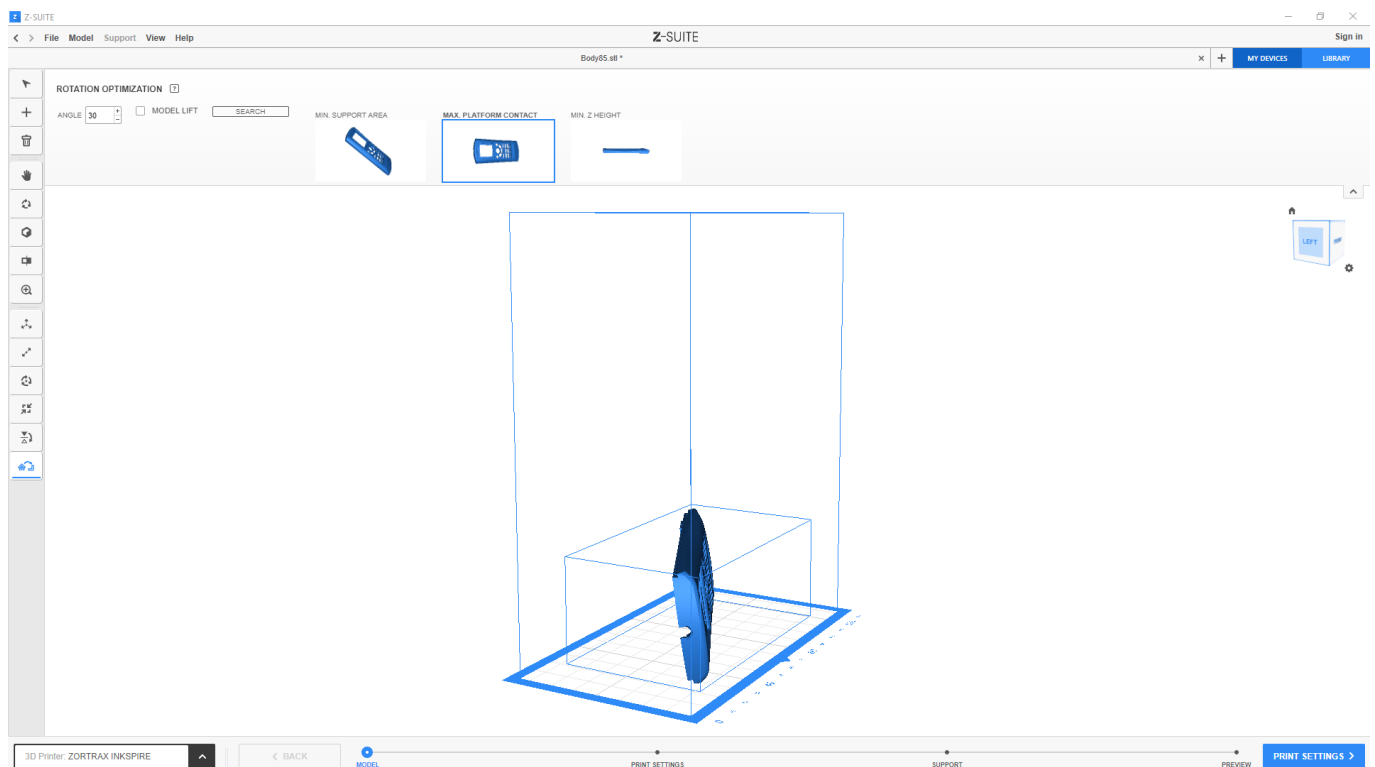 Z Z-SUITE
File Model Support View Help
Z-SUITE
Sign in
Body85.stl *
MY DEVICES
LIBRARY
ROTATION OPTIMIZATION ?
ANGLE 30
MODEL LIFT
SEARCH
MIN. SUPPORT AREA
MAX. PLATFORM CONTACT
MIN. Z HEIGHT
LEFT
3D Printer: ZORTRAX INKSPIRE
< BACK
MODEL
PRINT SETTINGS
SUPPORT
PREVIEW
PRINT SETTINGS >